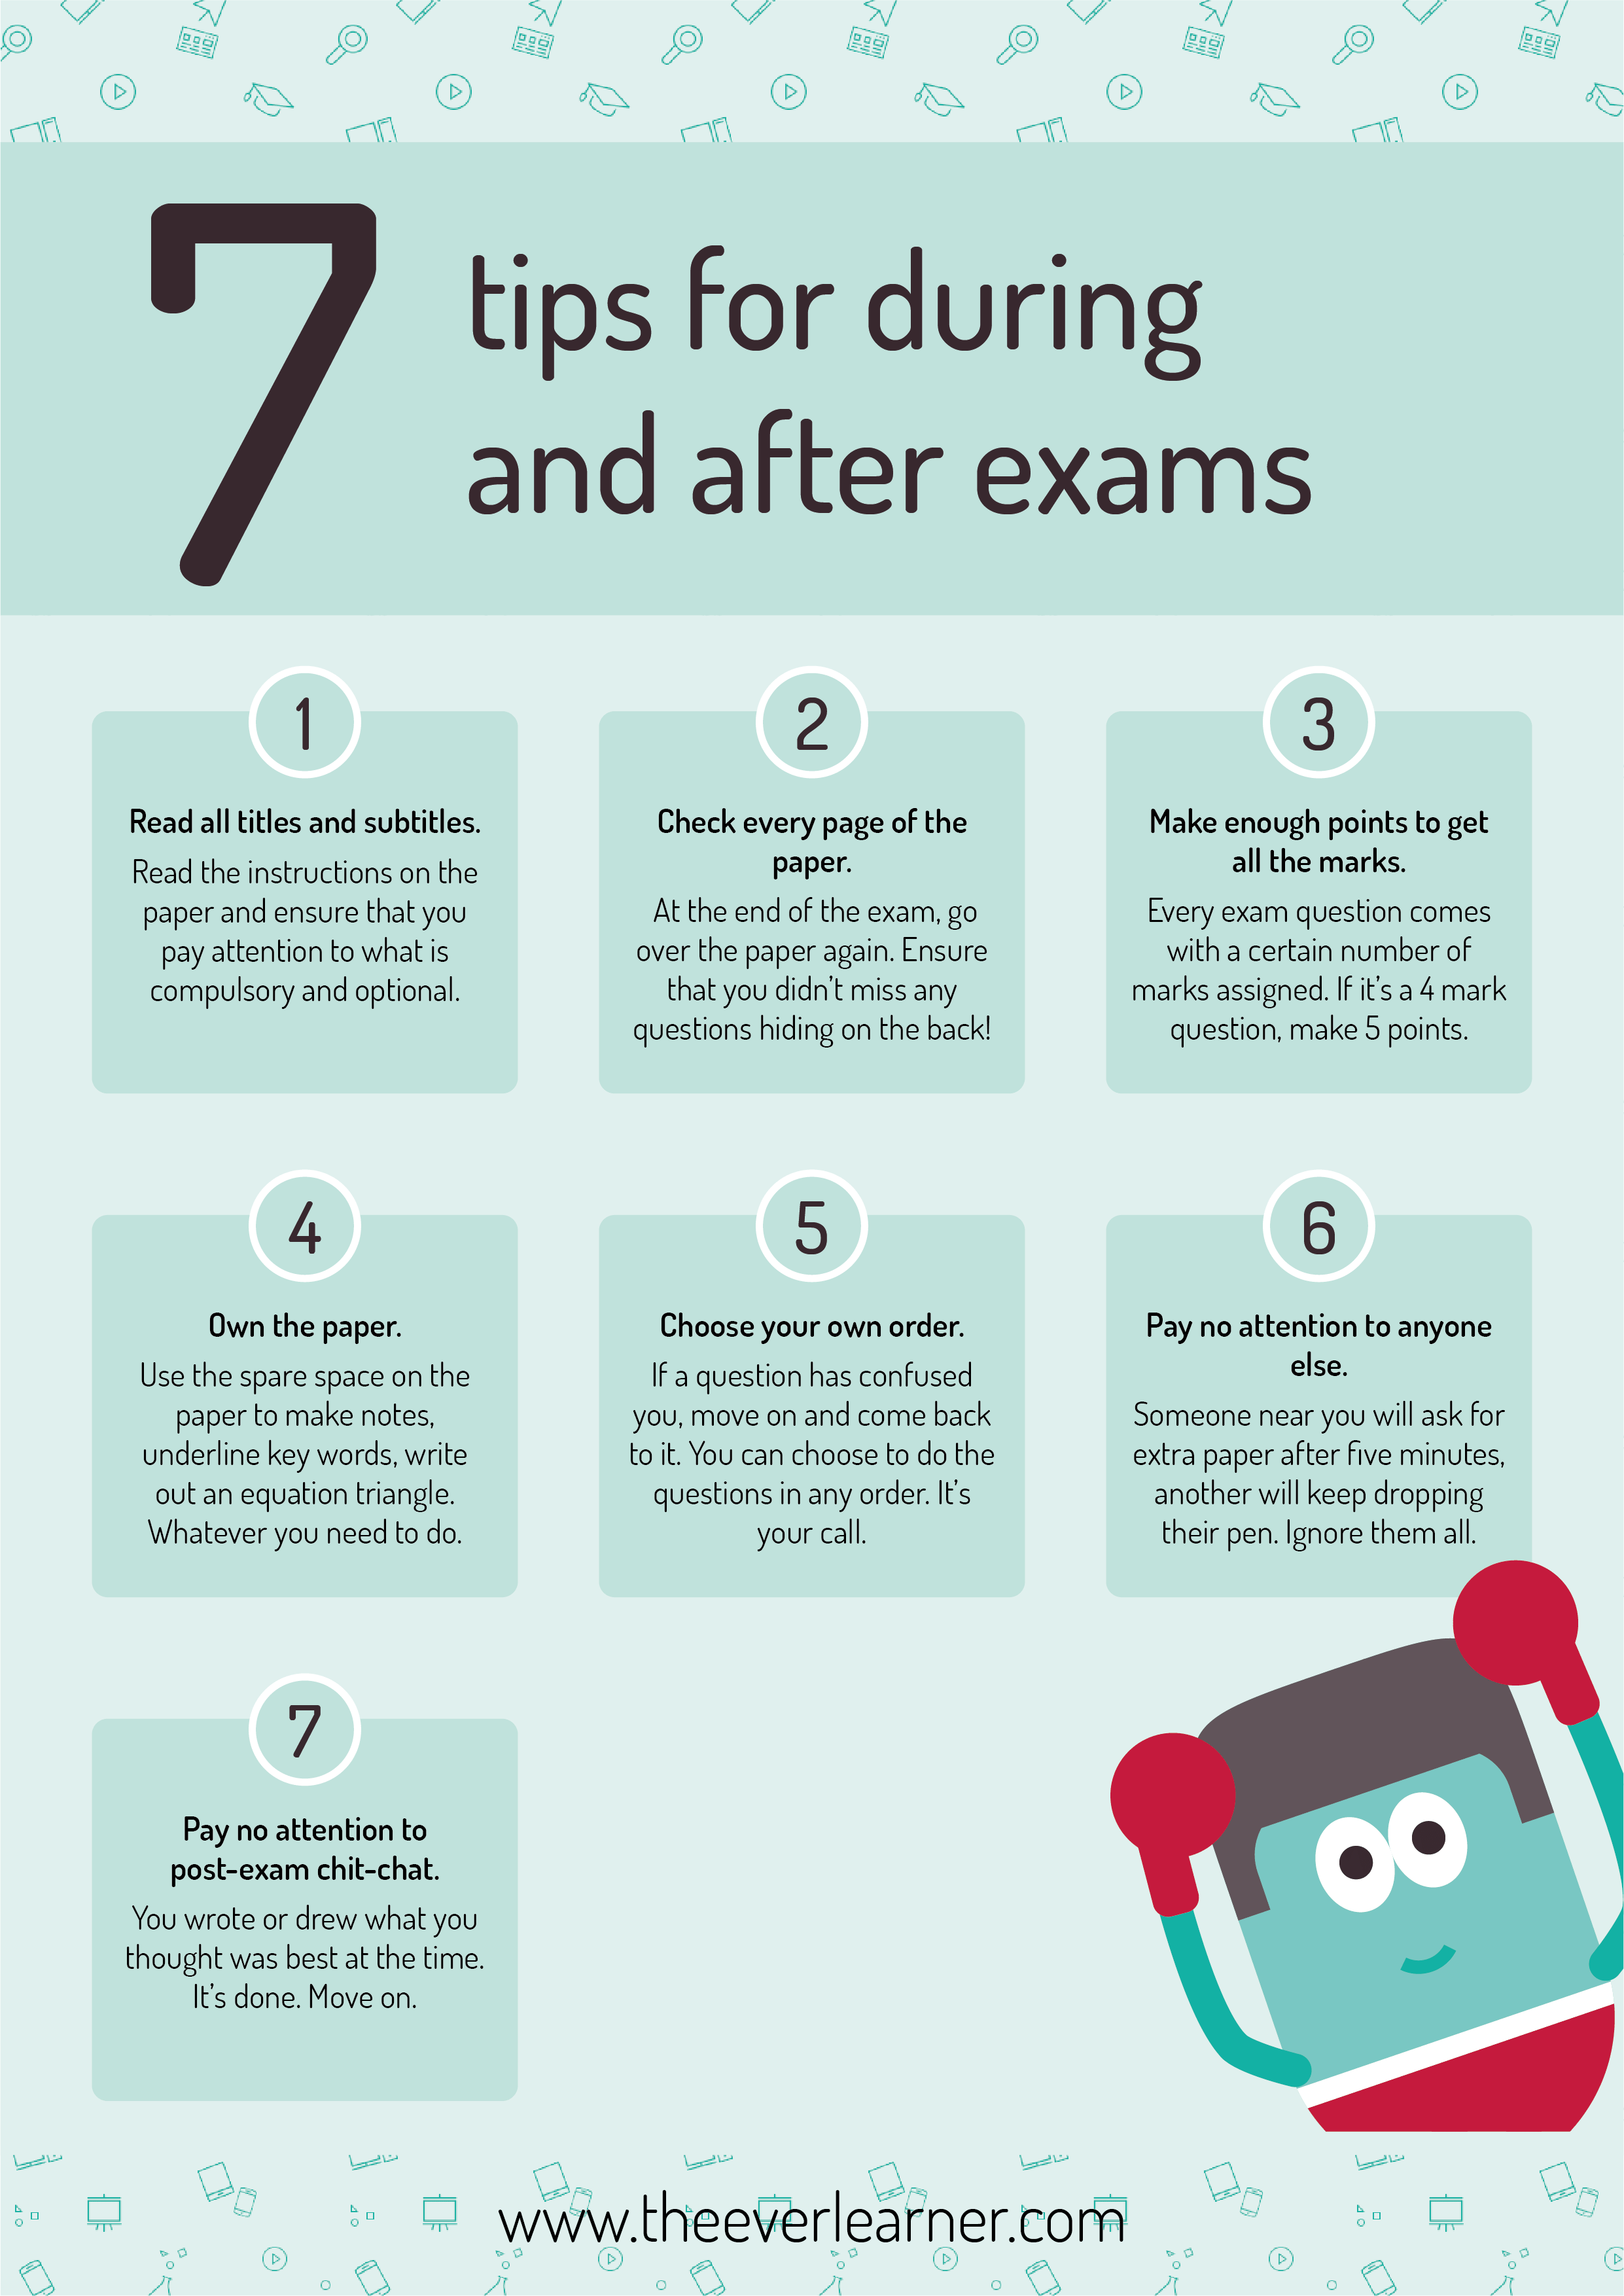 7
tips for during
and after exams
1
Read all titles and subtitles.
Read the instructions on the
paper and ensure that you
pay attention to what is
compulsory and optional.
2
Check every page of the
paper.
At the end of the exam, go
over the paper again. Ensure
that you didn't miss any
questions hiding on the back!
3
Make enough points to get
all the marks.
Every exam question comes
with a certain number of
marks assigned. If it's a 4 mark
question, make 5 points.
4
Own the paper.
Use the spare space on the
paper to make notes,
underline key words, write
out an equation triangle.
Whatever you need to do.
5
Choose your own order.
If a question has confused
you, move on and come back
to it. You can choose to do the
questions in any order. It's
your call.
6
Pay no attention to anyone
else.
Someone near you will ask for
extra paper after five minutes,
another will keep dropping
their pen. Ignore them all.
7
Pay no attention to
post-exam chit-chat.
You wrote or drew what you
thought was best at the time.
It's done. Move on.
www.theeverlearner.com